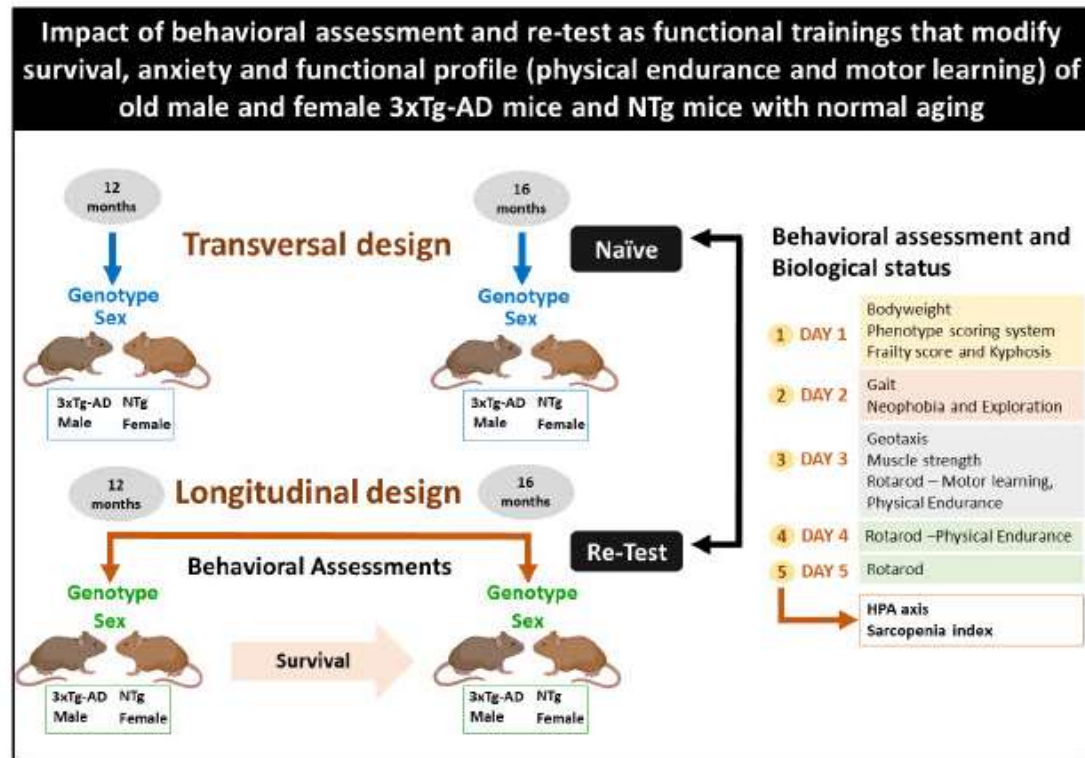 Impact of behavioral assessment and re-test as functional trainings that modify
survival, anxiety and functional profile (physical endurance and motor learning) of
old male and female 3xTg-AD mice and NTg mice with normal aging
12
months
Transversal design
16
months
Naïve
Genotype
Sex
3xTg-AD NTg
Male Female
Genotype
Sex
3xTg-AD NTg
Male Female
12
months
Longitudinal design
16
months
Re-Test
Behavioral Assessments
Genotype
Sex
3xTg-AD NTg
Male Female
Survival
Genotype
Sex
3xTg-AD NTg
Male Female
Behavioral assessment and
Biological status
1 DAY 1
Bodyweight
Phenotype scoring system
Frailty score and Kyphosis
2 DAY 2
Gait
Neophobia and Exploration
3 DAY 3
Geotaxis
Muscle strength
Rotarod – Motor learning,
Physical Endurance
4 DAY 4
Rotarod –Physical Endurance
5 DAY 5
Rotarod
HPA axis
Sarcopenia index